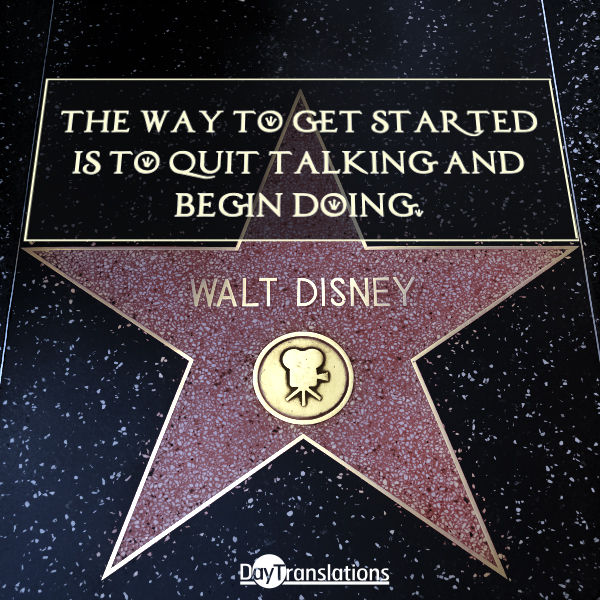 THE WAY TO GET STARTED
IS TO QUIT TALKING AND
BEGIN DOING.
WALT DISNEY
DayTranslations